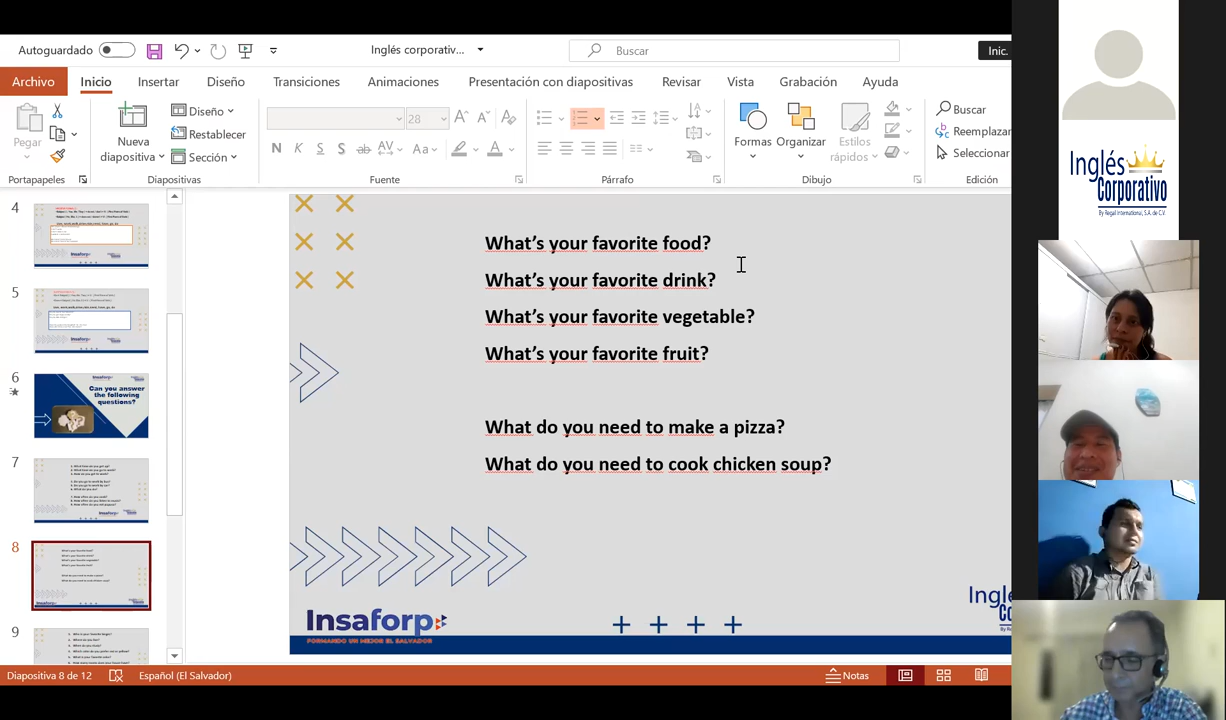 Autoguardado
Inglés corporativ...
Buscar
Inic.
Archivo Inicio Insertar Diseño Transiciones Animaciones Presentación con diapositivas Revisar Vista Grabación Ayuda
Pegar
Nueva diapositiva
Diseño
Restablecer
Sección
28
N K S S ab AV Aa A
Formas
Organizar
Estilos rápidos
Buscar
Reemplazar
Seleccionar
Portapapeles Diapositivas Fuente Párrafo Dibujo Edición
4
5
6
Can you answer the following questions?
7
8
9
What's your favorite food?
What's your favorite drink?
What's your favorite vegetable?
What's your favorite fruit?
What do you need to make a pizza?
What do you need to cook chicken soup?
Insaforp
FORMANDO UN MEJOR EL SALVADOR
Inglés
Corporativo
By Regal International, S.A. de C.V.
Diapositiva 8 de 12
Español (El Salvador)
Notas